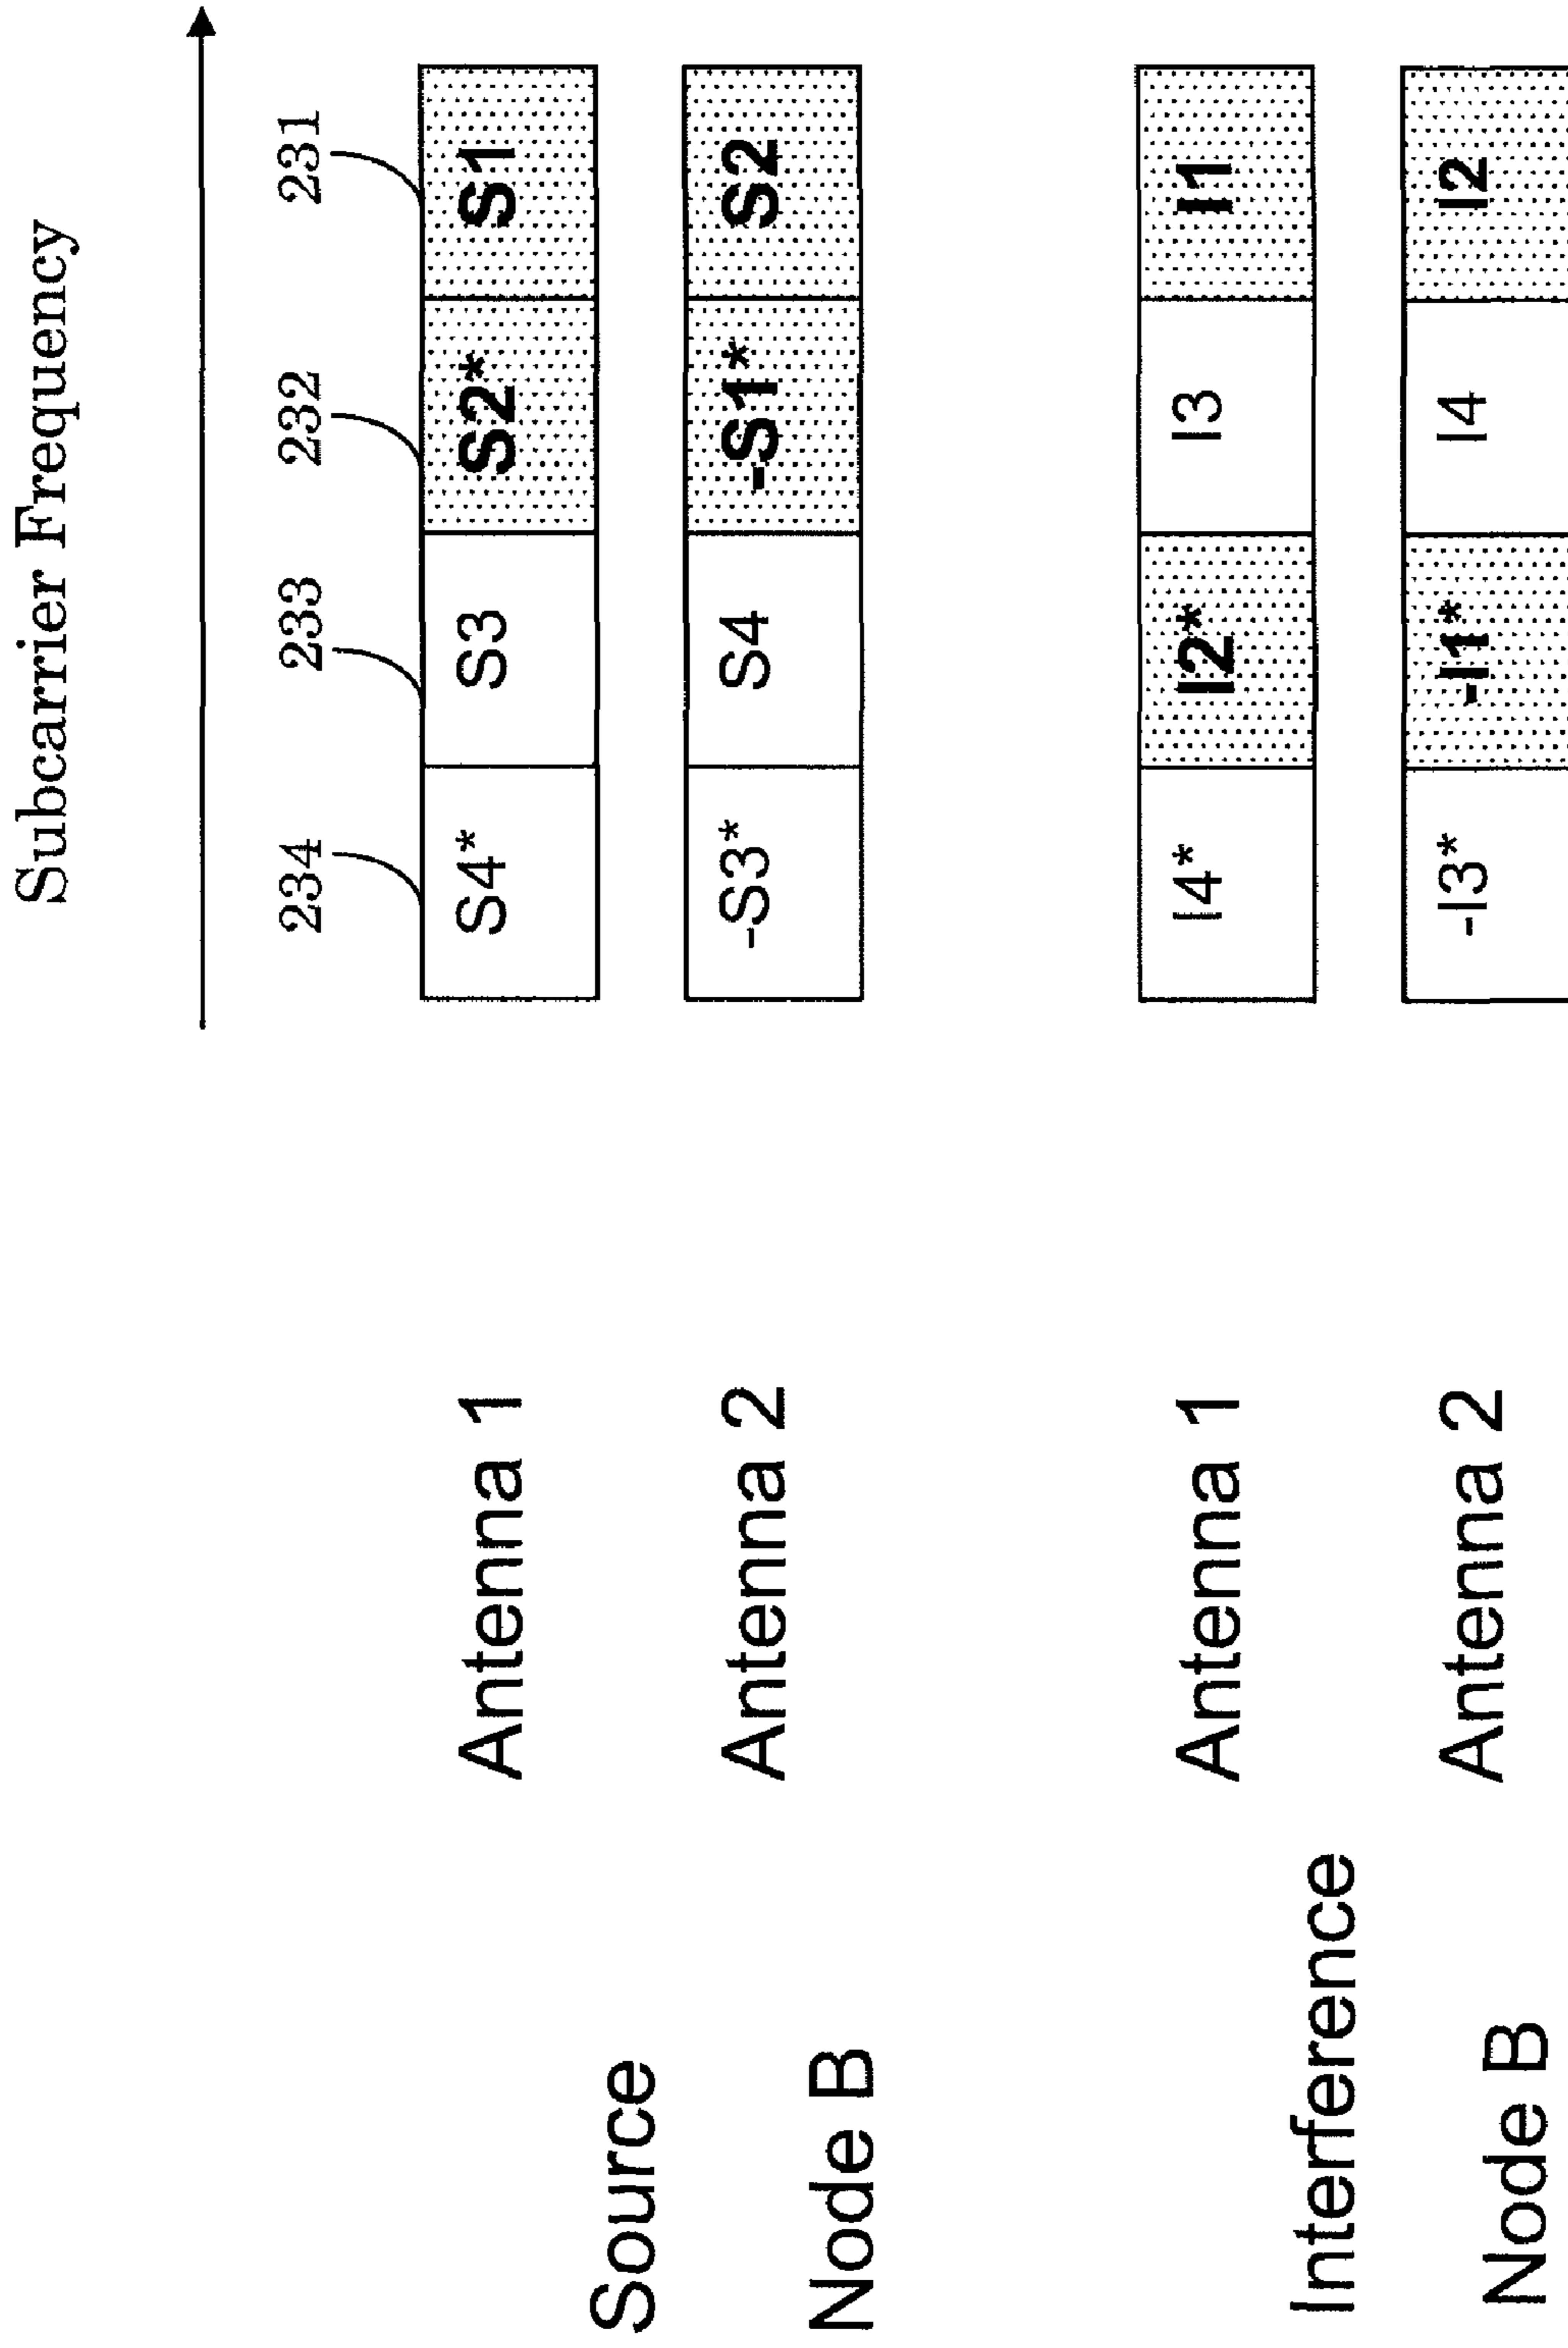 Subcarrier Frequency
234 233 232 231
Antenna 1 S4* S3 S2* S1
Source
Antenna 2 -S3* S4 -S1* S2
Node B
Antenna 1 I4* I2* I3 I1
Interference
Antenna 2 -I3* -I1* I4 I2
Node B